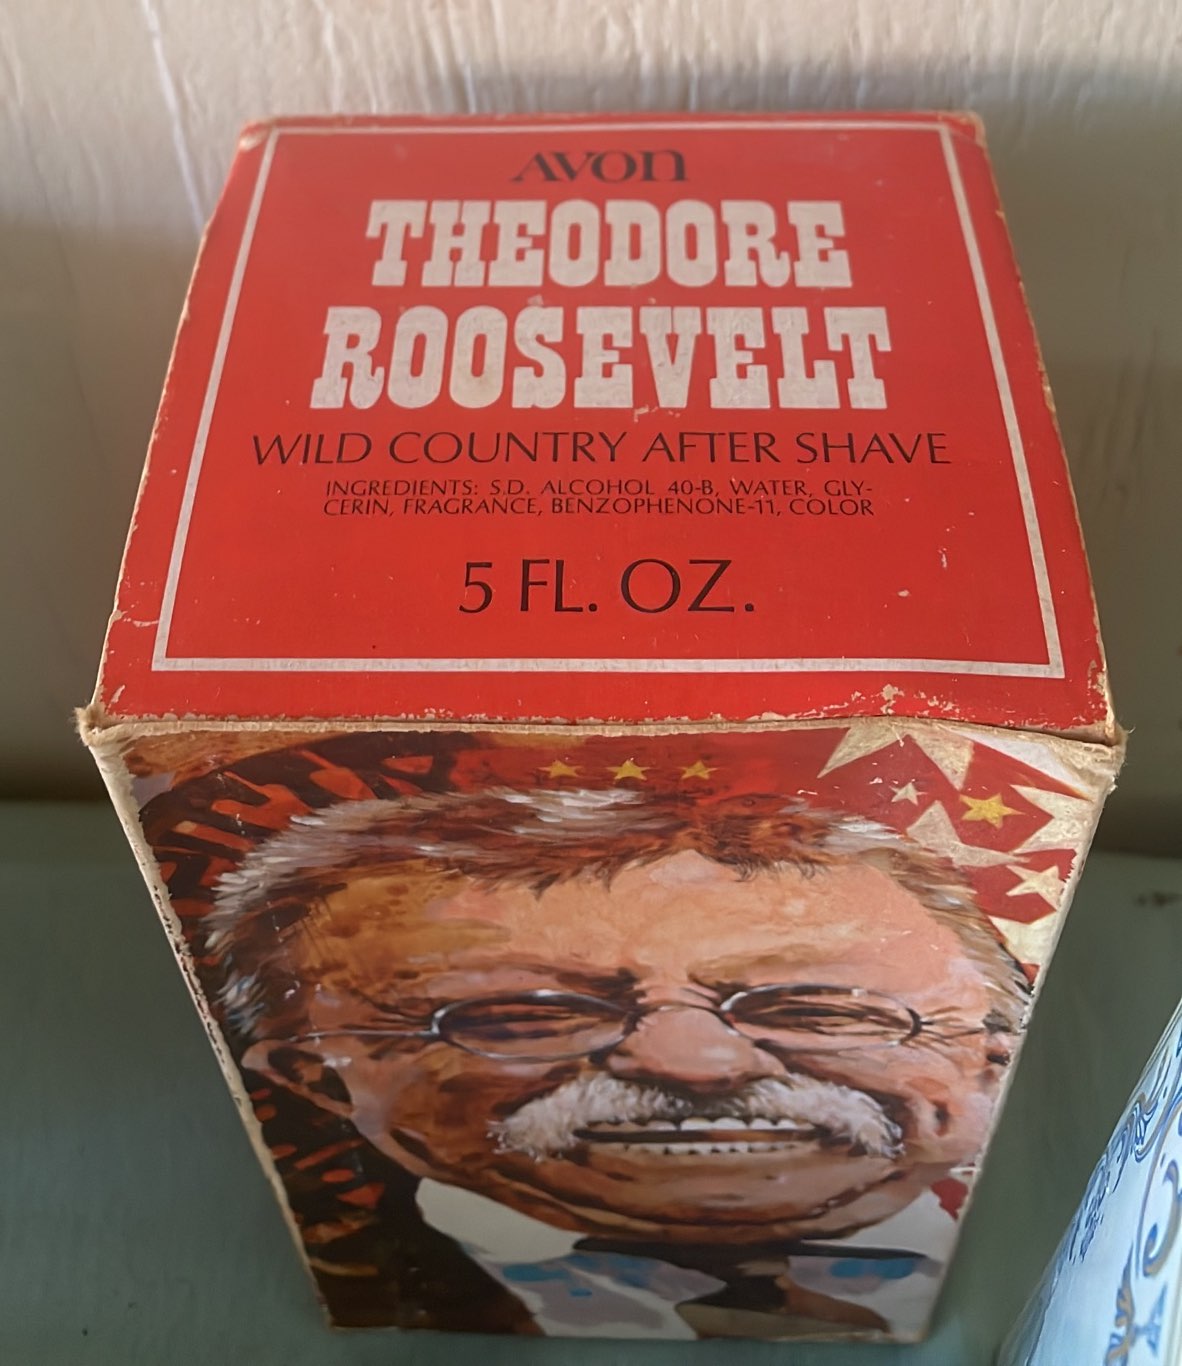 AVON
THEODORE
ROOSEVELT
WILD COUNTRY AFTER SHAVE
INGREDIENTS: S.D. ALCOHOL 40-B, WATER, GLY-
CERIN, FRAGRANCE, BENZOPHENONE-11, COLOR
5 FL. OZ.